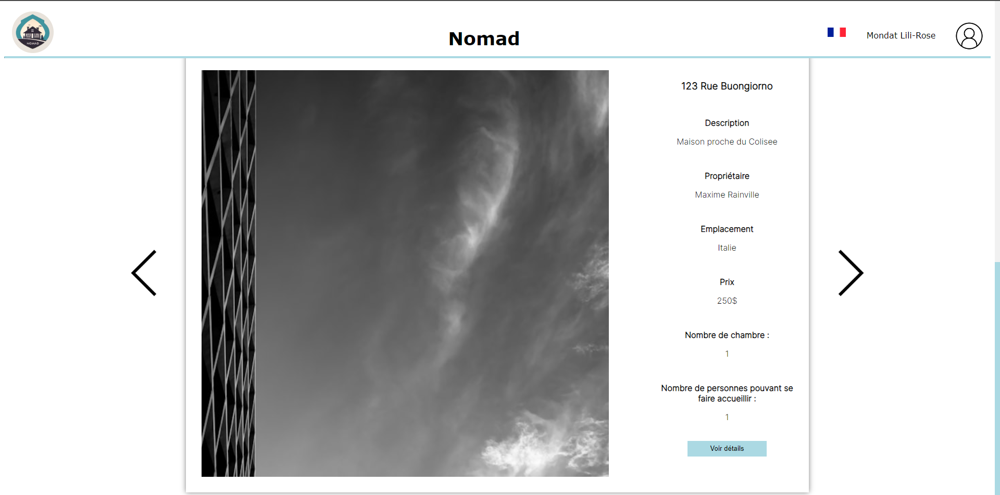 NOMAD
Nomad
Mondat Lili-Rose
123 Rue Buongiorno
Description
Maison proche du Colisee
Propriétaire
Maxime Rainville
Emplacement
Italie
Prix
250$
Nombre de chambre :
1
Nombre de personnes pouvant se
faire accueillir :
1
Voir détails